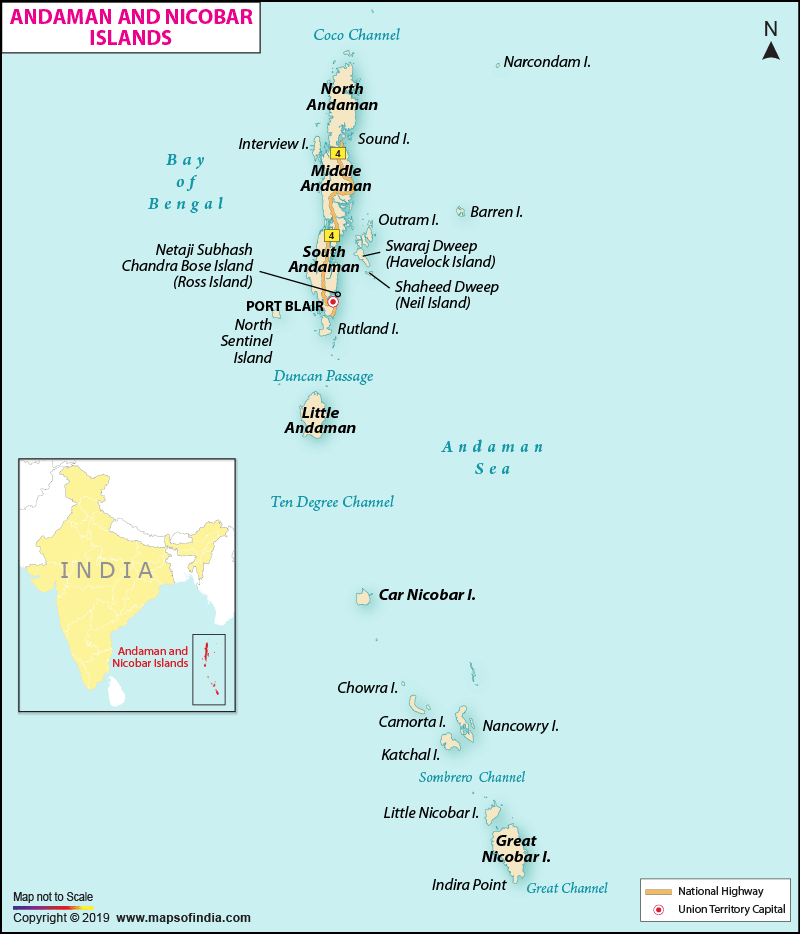 ANDAMAN AND NICOBAR
ISLANDS
Coco Channel
N
Narcondam I.
North
Andaman
Interview I.
Sound I.
4
Bay
of
Bengal
Middle
Andaman
Outram I.
Barren I.
4
Netaji Subhash
Chandra Bose Island
(Ross Island)
South
Andaman
Swaraj Dweep
(Havelock Island)
Shaheed Dweep
(Neil Island)
PORT BLAIR
North
Sentinel
Island
Rutland I.
Duncan Passage
Little
Andaman
Andaman
Sea
Ten Degree Channel
INDIA
Andaman and
Nicobar Islands
Car Nicobar I.
Chowra I.
Camorta I.
Nancowry I.
Katchal I.
Sombrero Channel
Little Nicobar I.
Great
Nicobar I.
Indira Point
Great Channel
National Highway
Union Territory Capital
Map not to Scale
Copyright © 2019 www.mapsofindia.com